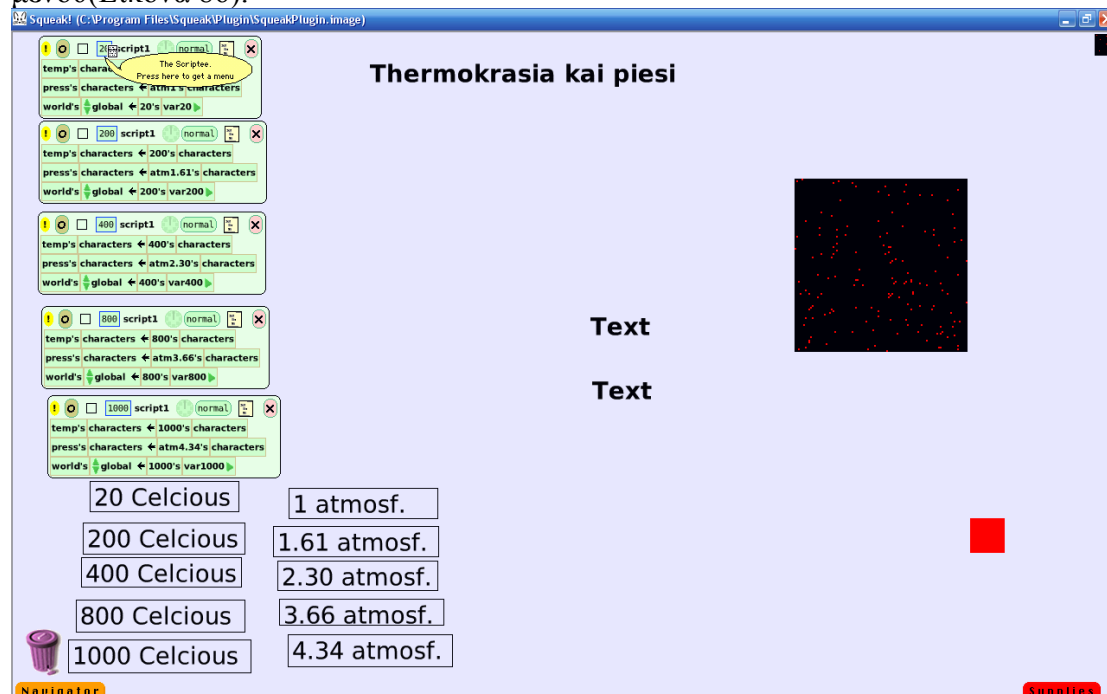 Squeak! (C:\Program Files\Squeak\Plugin\SqueakPlugin.image)
! script1 normal
The Scriptee.
Press here to get a menu
temp's
press's characters ← atm1's characters
world's global ← 20's var20
! 200 script1 normal
temp's characters ← 200's characters
press's characters ← atm1.61's characters
world's global ← 200's var200
! 400 script1 normal
temp's characters ← 400's characters
press's characters ← atm2.30's characters
world's global ← 400's var400
! 800 script1 normal
temp's characters ← 800's characters
press's characters ← atm3.66's characters
world's global ← 800's var800
! 1000 script1 normal
temp's characters ← 1000's characters
press's characters ← atm4.34's characters
world's global ← 1000's var1000
Thermokrasia kai piesi
Text
Text
20 Celcious
1 atmosf.
200 Celcious
1.61 atmosf.
400 Celcious
2.30 atmosf.
800 Celcious
3.66 atmosf.
1000 Celcious
4.34 atmosf.
Navigator
Supplies